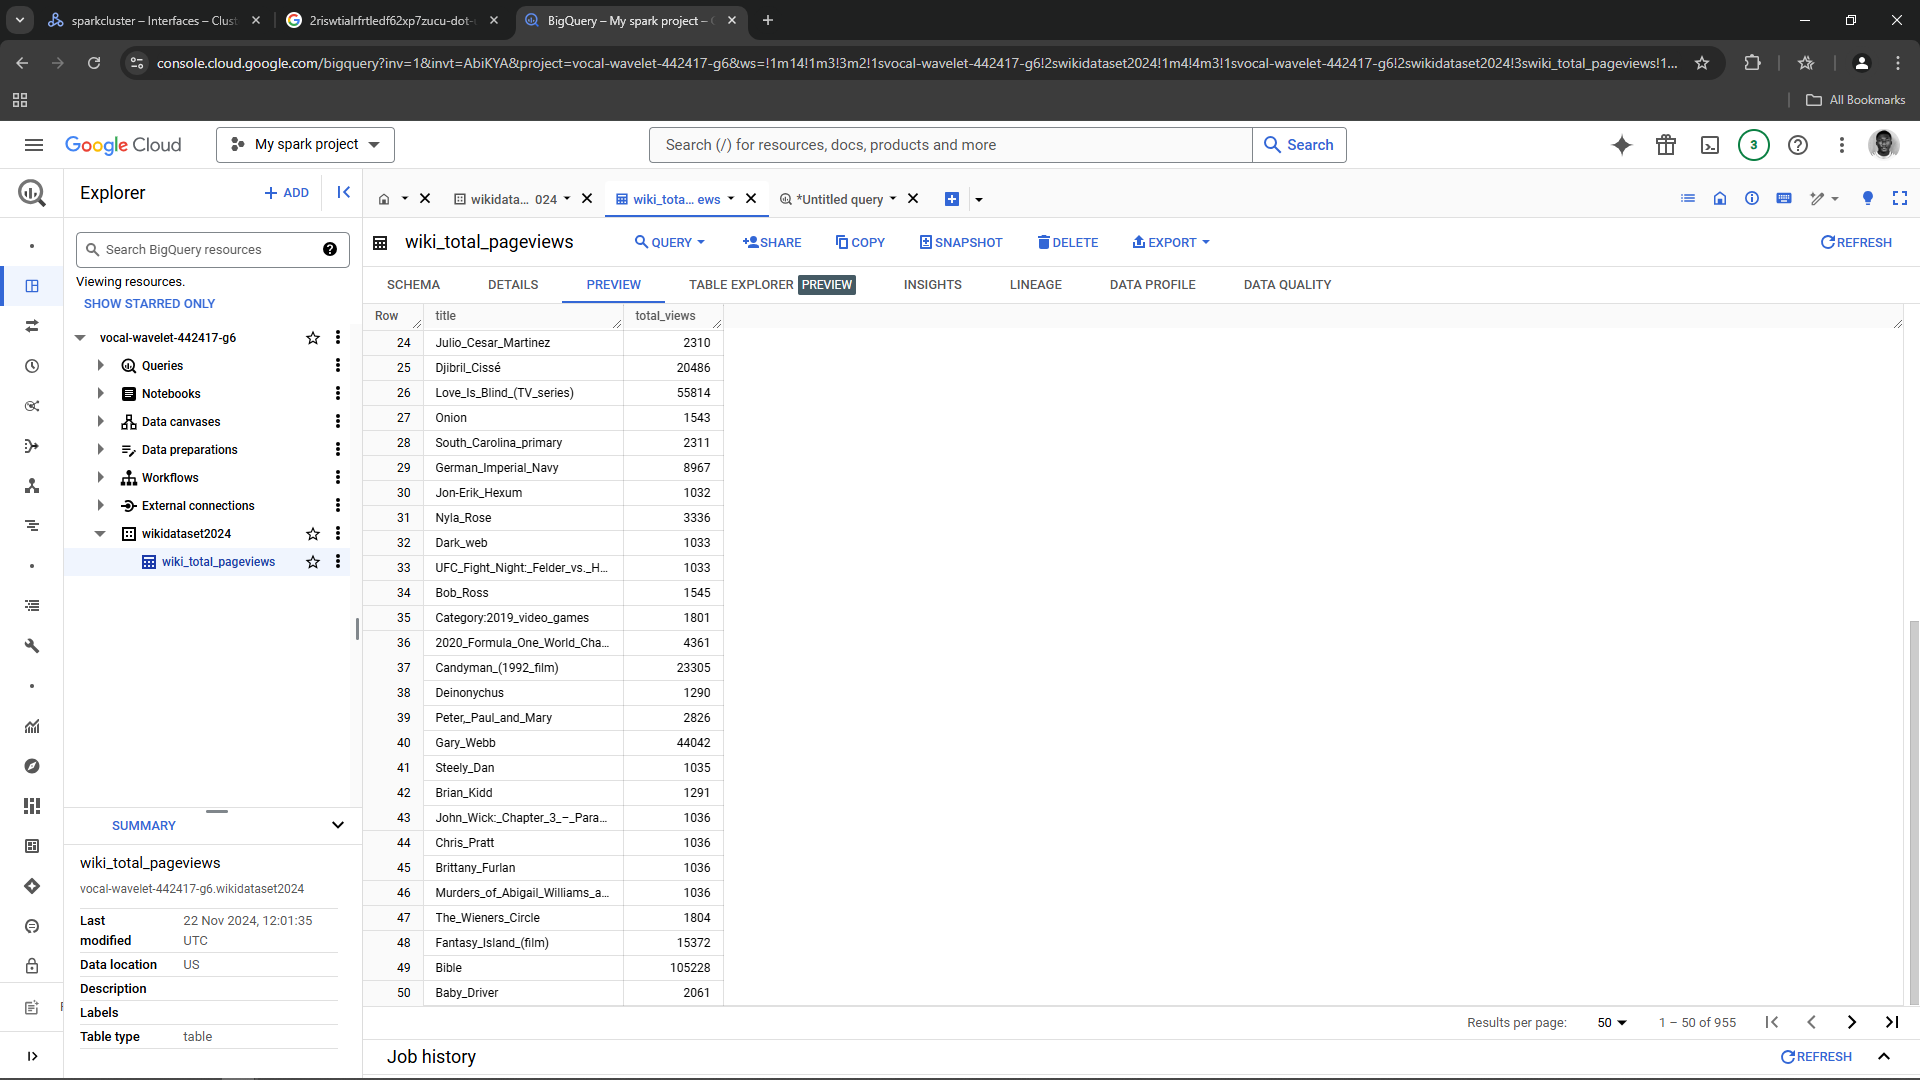 sparkcluster – Interfaces – Clust
2riswtialrfrtledf62xp7zucu-dot-
BigQuery – My spark project –
console.cloud.google.com/bigquery?inv=1&invt=AbiKYA&project=vocal-wavelet-442417-g6&ws=!1m14!1m3!3m2!1svocal-wavelet-442417-g6!2swikidataset2024!1m4!4m3!1svocal-wavelet-442417-g6!2swikidataset2024!3swiki_total_pageviews!1...
All Bookmarks
Google Cloud
My spark project
Search (/) for resources, docs, products and more
Search
3
Explorer
+ ADD
wikidata... 024
wiki_tota... ews
*Untitled query
Search BigQuery resources
wiki_total_pageviews
QUERY
SHARE
COPY
SNAPSHOT
DELETE
EXPORT
REFRESH
Viewing resources.
SHOW STARRED ONLY
SCHEMA
DETAILS
PREVIEW
TABLE EXPLORER PREVIEW
INSIGHTS
LINEAGE
DATA PROFILE
DATA QUALITY
vocal-wavelet-442417-g6
Queries
Notebooks
Data canvases
Data preparations
Workflows
External connections
wikidataset2024
wiki_total_pageviews
Row title total_views
24 Julio_Cesar_Martinez 2310
25 Djibril_Cissé 20486
26 Love_Is_Blind_(TV_series) 55814
27 Onion 1543
28 South_Carolina_primary 2311
29 German_Imperial_Navy 8967
30 Jon-Erik_Hexum 1032
31 Nyla_Rose 3336
32 Dark_web 1033
33 UFC_Fight_Night:_Felder_vs._H... 1033
34 Bob_Ross 1545
35 Category:2019_video_games 1801
36 2020_Formula_One_World_Cha... 4361
37 Candyman_(1992_film) 23305
38 Deinonychus 1290
39 Peter,_Paul_and_Mary 2826
40 Gary_Webb 44042
41 Steely_Dan 1035
42 Brian_Kidd 1291
43 John_Wick:_Chapter_3_–_Para... 1036
44 Chris_Pratt 1036
45 Brittany_Furlan 1036
46 Murders_of_Abigail_Williams_a... 1036
47 The_Wieners_Circle 1804
48 Fantasy_Island_(film) 15372
49 Bible 105228
50 Baby_Driver 2061
SUMMARY
wiki_total_pageviews
vocal-wavelet-442417-g6.wikidataset2024
Last modified 22 Nov 2024, 12:01:35 UTC
Data location US
Description
Labels
Table type table
Results per page: 50 1 – 50 of 955
Job history
REFRESH